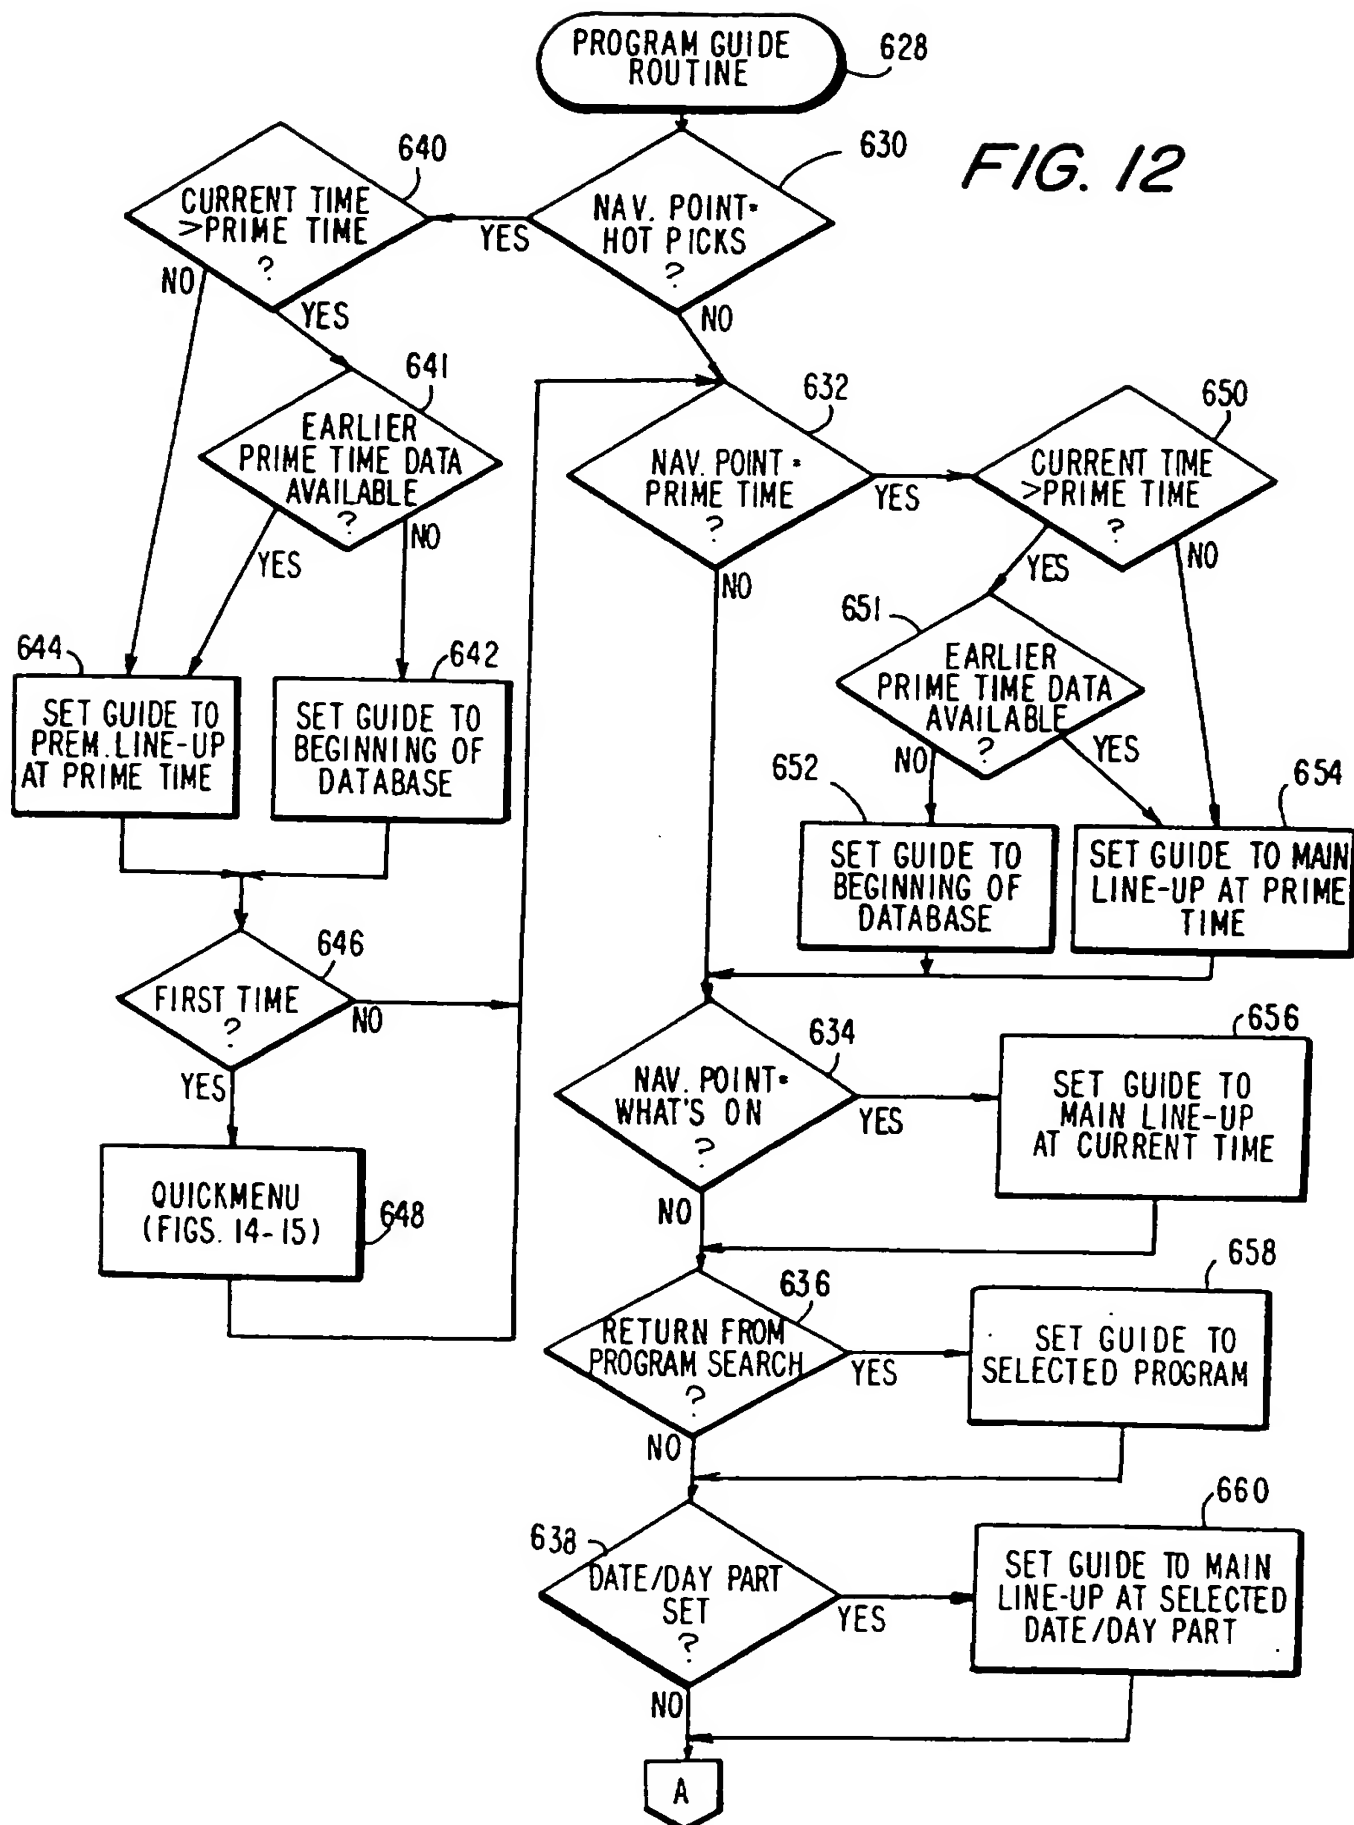 PROGRAM GUIDE
ROUTINE
628
FIG. 12
630
NAV. POINT=
HOT PICKS
?
YES
NO
640
CURRENT TIME
>PRIME TIME
?
NO
YES
641
EARLIER
PRIME TIME DATA
AVAILABLE
?
YES
NO
644
SET GUIDE TO
PREM. LINE-UP
AT PRIME TIME
642
SET GUIDE TO
BEGINNING OF
DATABASE
646
FIRST TIME
?
NO
YES
QUICKMENU
(FIGS. 14-15)
648
632
NAV. POINT=
PRIME TIME
?
YES
NO
650
CURRENT TIME
>PRIME TIME
?
YES
NO
651
EARLIER
PRIME TIME DATA
AVAILABLE
?
NO
YES
652
SET GUIDE TO
BEGINNING OF
DATABASE
654
SET GUIDE TO MAIN
LINE-UP AT PRIME
TIME
634
NAV. POINT=
WHAT'S ON
?
YES
NO
656
SET GUIDE TO
MAIN LINE-UP
AT CURRENT TIME
636
RETURN FROM
PROGRAM SEARCH
?
YES
NO
658
SET GUIDE TO
SELECTED PROGRAM
638
DATE/DAY PART
SET
?
YES
NO
660
SET GUIDE TO MAIN
LINE-UP AT SELECTED
DATE/DAY PART
A